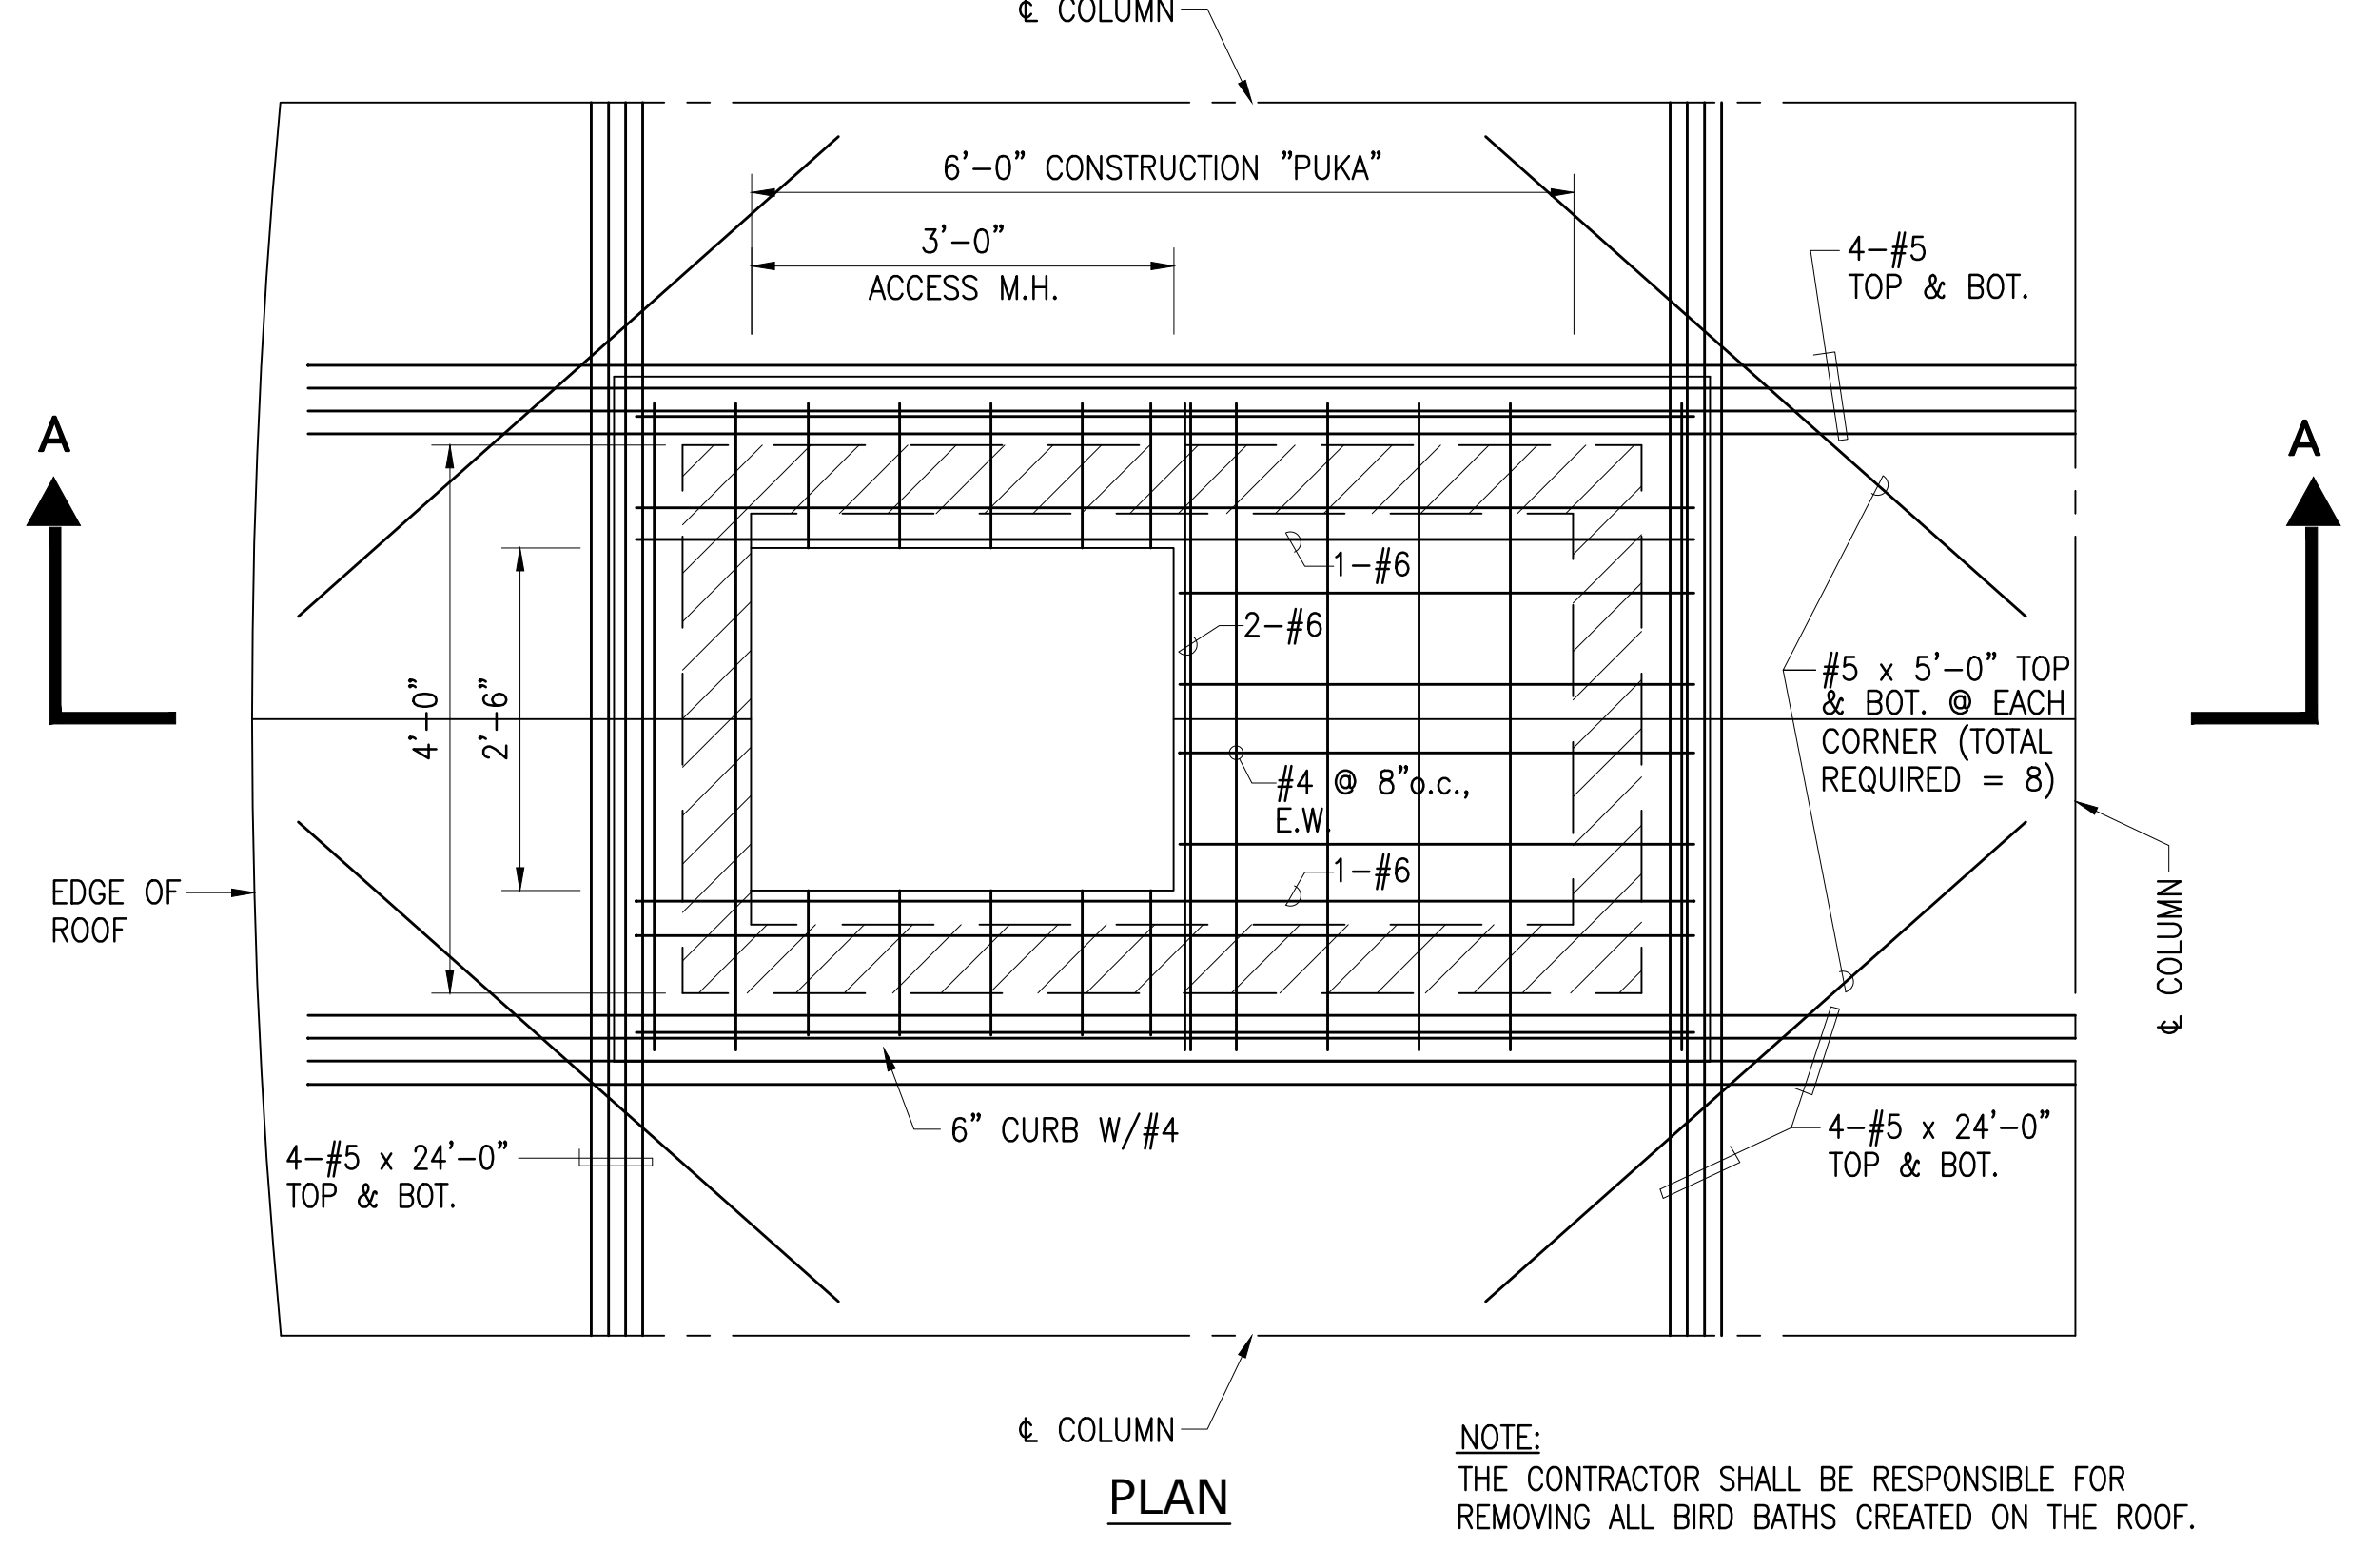 ℄ COLUMN
6'-0" CONSTRUCTION "PUKA"
3'-0"
ACCESS M.H.
4-#5
TOP & BOT.
A
A
1-#6
2-#6
4'-0"
2'-6"
#5 x 5'-0" TOP
& BOT. @ EACH
CORNER (TOTAL
REQUIRED = 8)
#4 @ 8"o.c.,
E.W.
1-#6
EDGE OF
ROOF
℄ COLUMN
6" CURB W/#4
4-#5 x 24'-0"
TOP & BOT.
4-#5 x 24'-0"
TOP & BOT.
℄ COLUMN
PLAN
NOTE:
THE CONTRACTOR SHALL BE RESPONSIBLE FOR
REMOVING ALL BIRD BATHS CREATED ON THE ROOF.